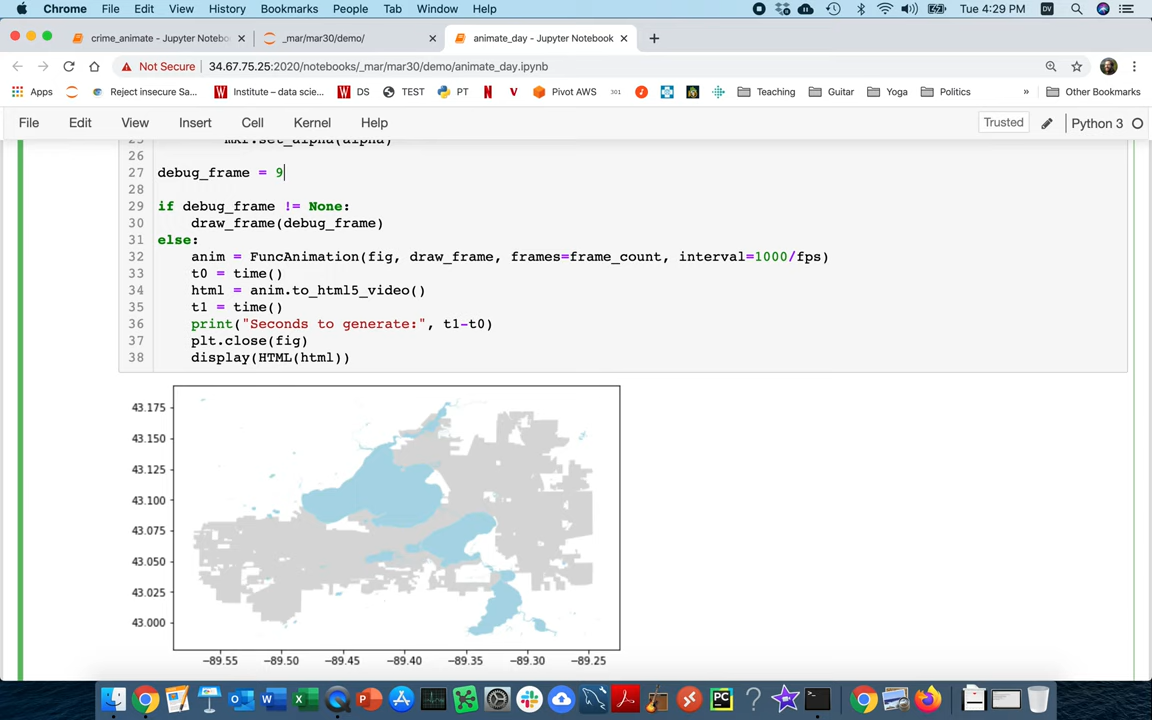 Chrome File Edit View History Bookmarks People Tab Window Help Tue 4:29 PM DV
crime_animate - Jupyter Notebo × _mar/mar30/demo/ × animate_day - Jupyter Notebook × +
Not Secure 34.67.75.25:2020/notebooks/_mar/mar30/demo/animate_day.ipynb
Apps Reject insecure Sa... Institute – data scie... DS TEST PT Pivot AWS 301 Teaching Guitar Yoga Politics » Other Bookmarks
File Edit View Insert Cell Kernel Help Trusted Python 3
25 mkr.set_alpha(alpha)
26
27 debug_frame = 9
28
29 if debug_frame != None:
30 draw_frame(debug_frame)
31 else:
32 anim = FuncAnimation(fig, draw_frame, frames=frame_count, interval=1000/fps)
33 t0 = time()
34 html = anim.to_html5_video()
35 t1 = time()
36 print("Seconds to generate:", t1-t0)
37 plt.close(fig)
38 display(HTML(html))
43.175
43.150
43.125
43.100
43.075
43.050
43.025
43.000
−89.55 −89.50 −89.45 −89.40 −89.35 −89.30 −89.25